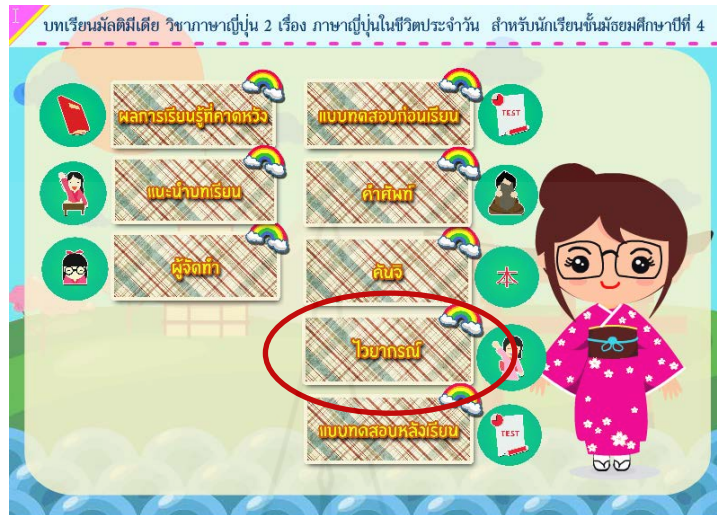 บทเรียนมัลติมีเดีย วิชาภาษาญี่ปุ่น 2 เรื่อง ภาษาญี่ปุ่นในชีวิตประจำวัน สำหรับนักเรียนชั้นมัธยมศึกษาปีที่ 4
ผลการเรียนรู้ที่คาดหวัง
แนะนำบทเรียน
ผู้จัดทำ
แบบทดสอบก่อนเรียน
TEST
คำศัพท์
คันจิ
本
ไวยากรณ์
แบบทดสอบหลังเรียน
TEST